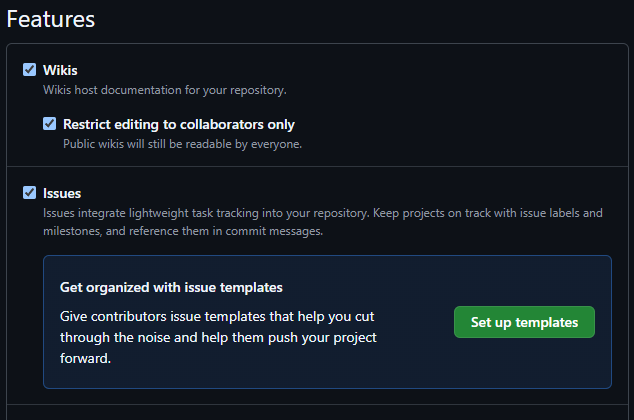 Features
Wikis
Wikis host documentation for your repository.
Restrict editing to collaborators only
Public wikis will still be readable by everyone.
Issues
Issues integrate lightweight task tracking into your repository. Keep projects on track with issue labels and
milestones, and reference them in commit messages.
Get organized with issue templates
Give contributors issue templates that help you cut
through the noise and help them push your project
forward.
Set up templates